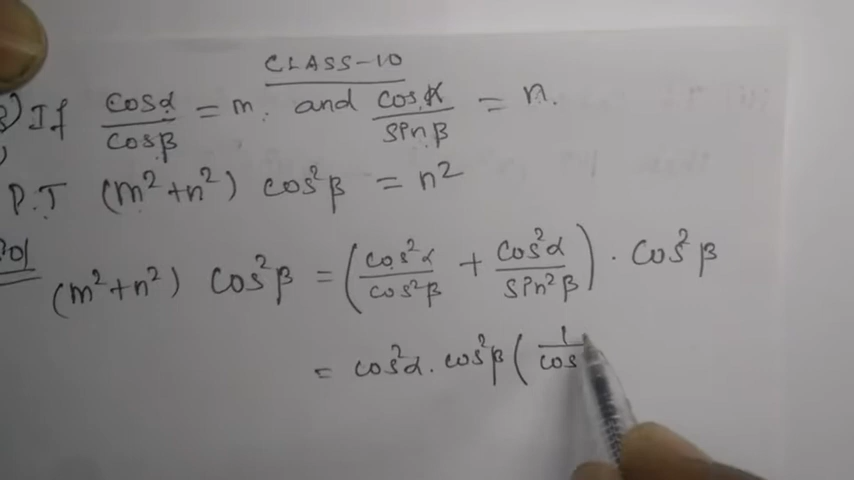 CLASS-10
If cosα/cosβ = m. and cosα/sinβ = n.
P.T (m²+n²) cos²β = n²
(m²+n²) cos²β = (cos²α/cos²β + cos²α/sin²β) . cos²β
= cos²α . cos²β ( 1/cos